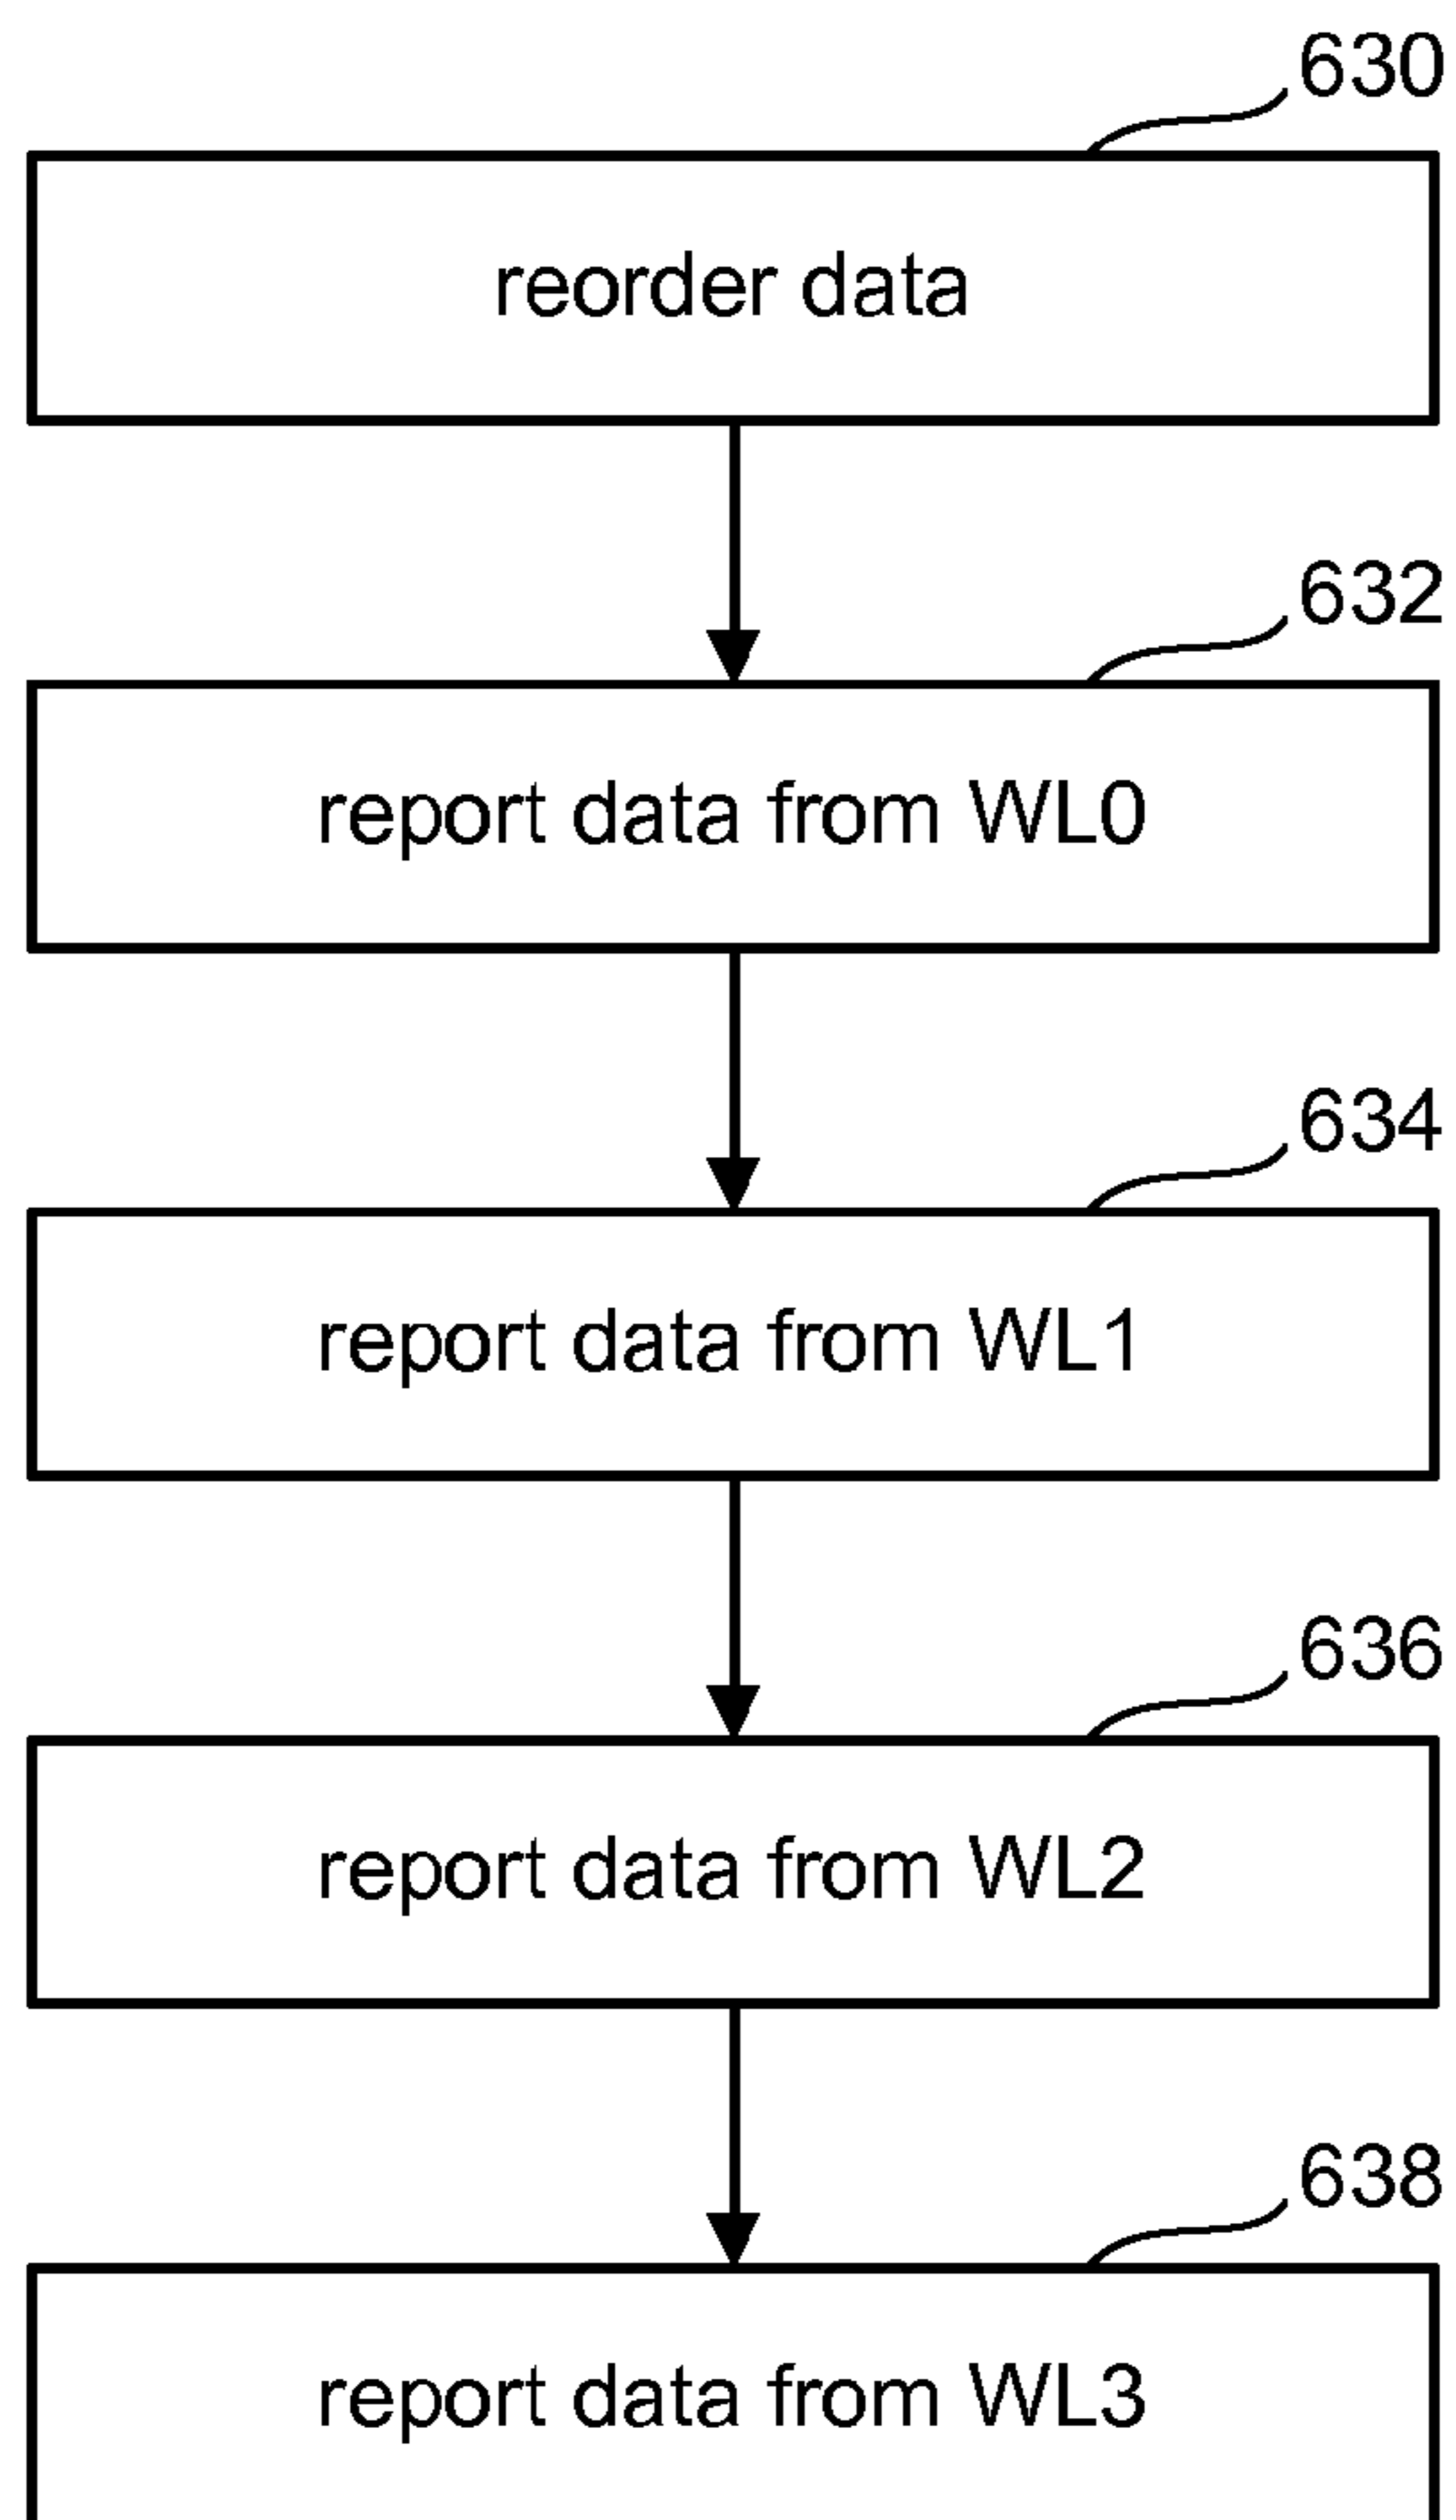 630
reorder data
632
report data from WL0
634
report data from WL1
636
report data from WL2
638
report data from WL3